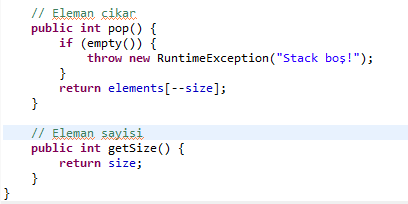 // Eleman cikar
public int pop() {
if (empty()) {
throw new RuntimeException("Stack boş!");
}
return elements[--size];
}
// Eleman sayisi
public int getSize() {
return size;
}
}